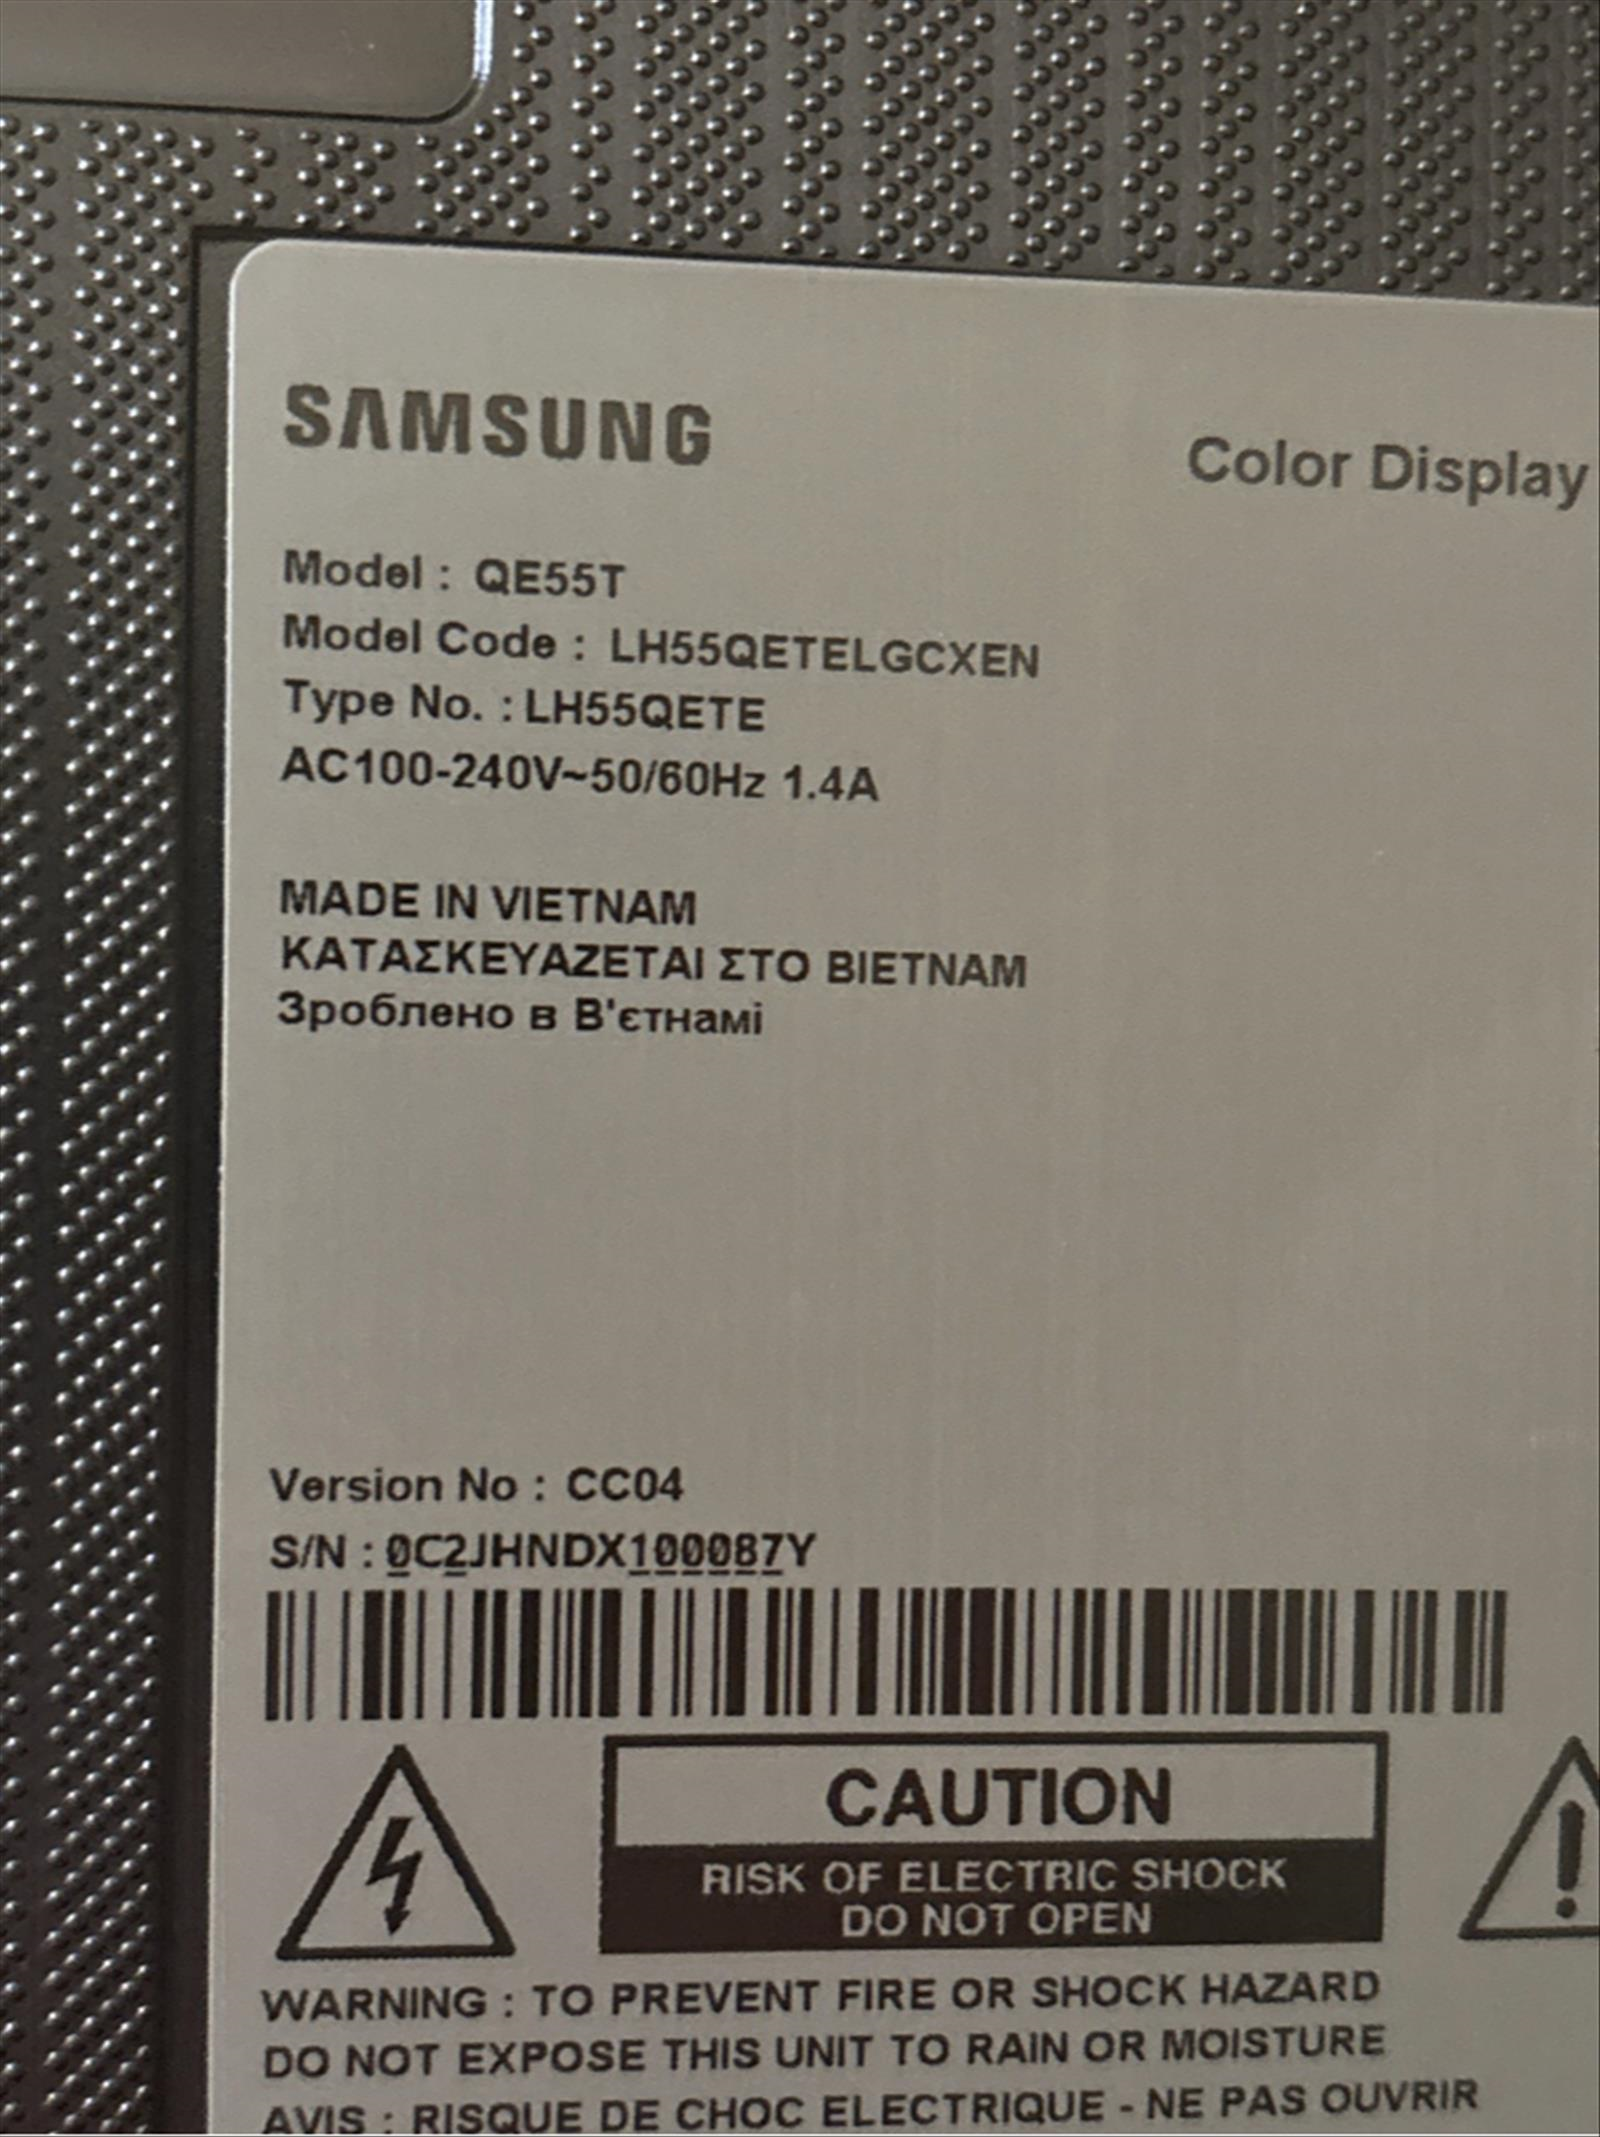 SAMSUNG
Color Display
Model : QE55T
Model Code : LH55QETELGCXEN
Type No. : LH55QETE
AC100-240V~50/60Hz 1.4A
MADE IN VIETNAM
ΚΑΤΑΣΚΕΥΑΖΕΤΑΙ ΣΤΟ ΒΙΕΤΝΑΜ
Зроблено в В'єтнамі
Version No : CC04
S/N : 0C2JHNDX100087Y
CAUTION
RISK OF ELECTRIC SHOCK
DO NOT OPEN
WARNING : TO PREVENT FIRE OR SHOCK HAZARD
DO NOT EXPOSE THIS UNIT TO RAIN OR MOISTURE
AVIS : RISQUE DE CHOC ELECTRIQUE - NE PAS OUVRIR